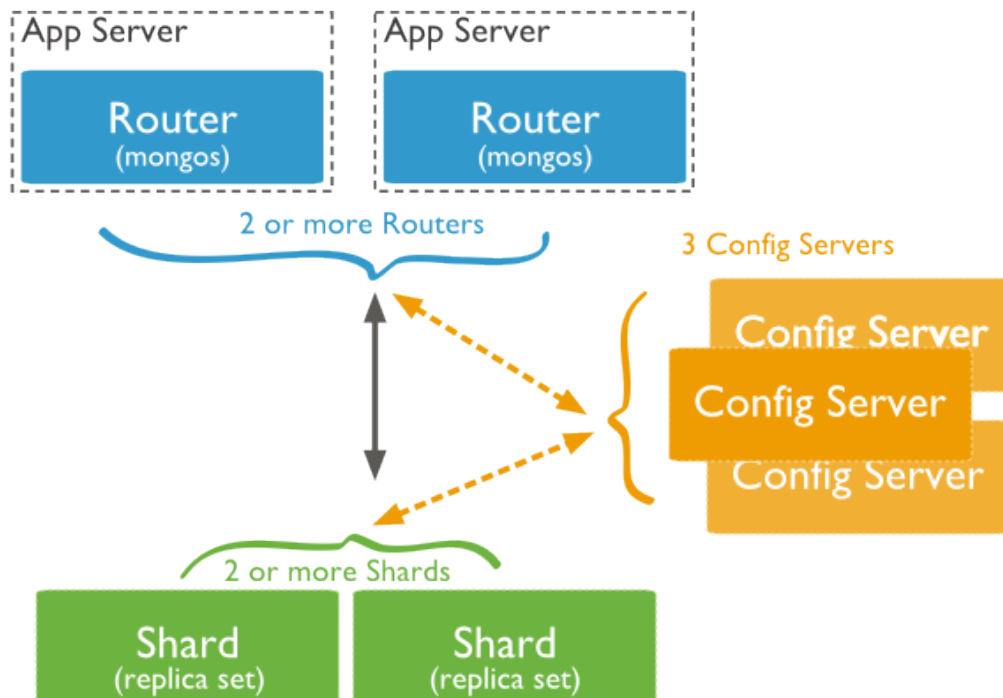 App Server
App Server
Router
(mongos)
Router
(mongos)
2 or more Routers
3 Config Servers
Config Server
Config Server
Config Server
2 or more Shards
Shard
(replica set)
Shard
(replica set)